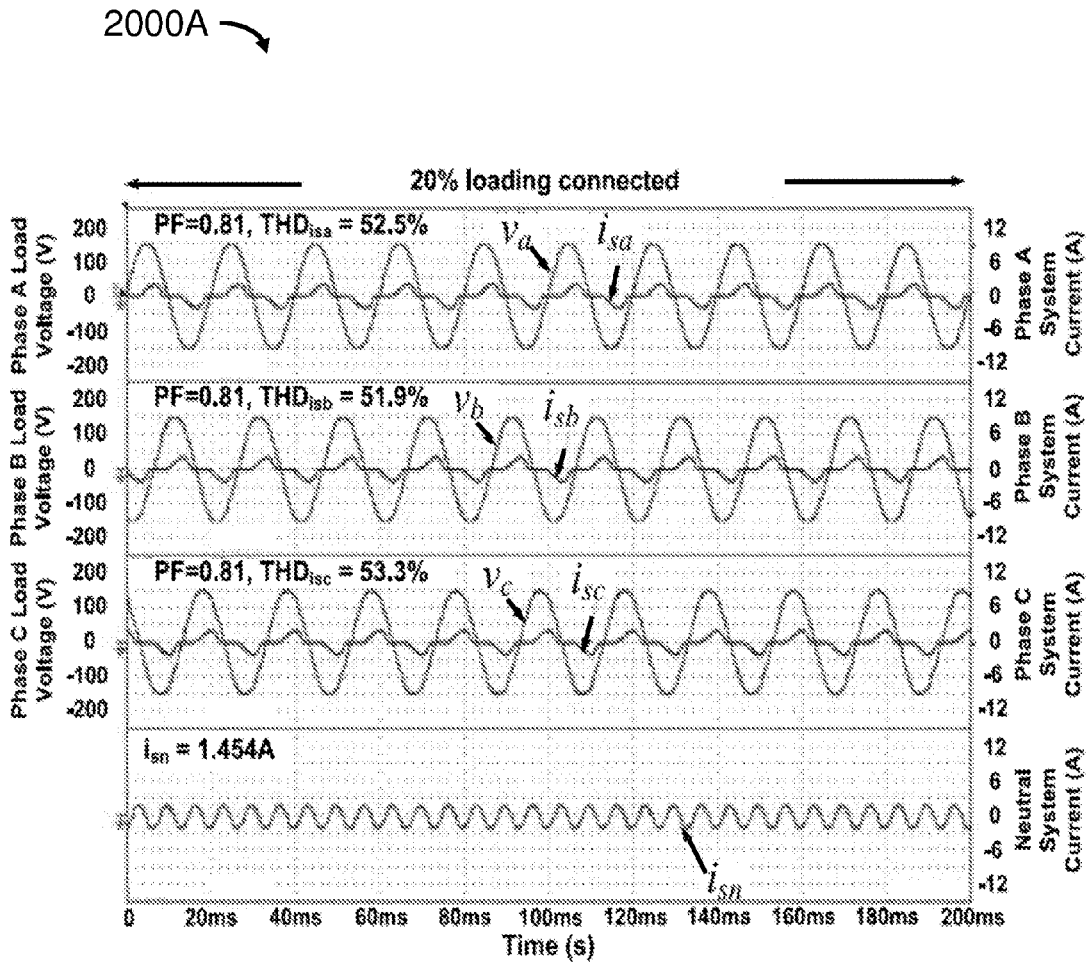 2000A
20% loading connected
Phase A Load
Voltage (V)
200
100
0
-100
-200
PF=0.81, THDisa = 52.5%
va
isa
12
6
0
-6
-12
Phase A
System
Current (A)
Phase B Load
Voltage (V)
200
100
0
-100
-200
PF=0.81, THDisb = 51.9%
vb
isb
12
6
0
-6
-12
Phase B
System
Current (A)
Phase C Load
Voltage (V)
200
100
0
-100
-200
PF=0.81, THDisc = 53.3%
vc
isc
12
6
0
-6
-12
Phase C
System
Current (A)
isn = 1.454A
isn
12
6
0
-6
-12
Neutral
System
Current (A)
0 20ms 40ms 60ms 80ms 100ms 120ms 140ms 160ms 180ms 200ms
Time (s)